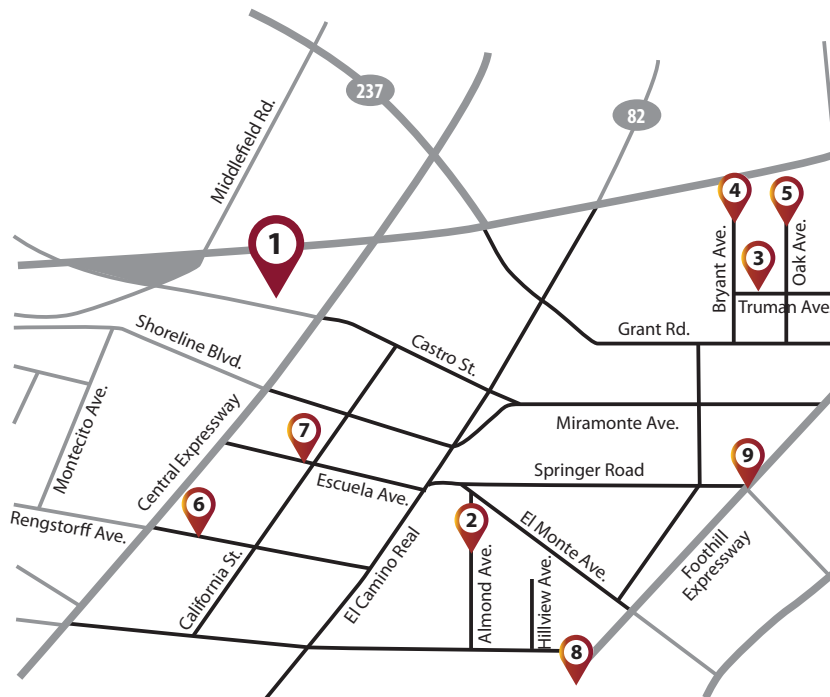 237
82
Middlefield Rd.
4
5
1
3
Bryant Ave.
Oak Ave.
Truman Ave
Shoreline Blvd.
Castro St.
Grant Rd.
Montecito Ave.
Central Expressway
7
Miramonte Ave.
9
Springer Road
Escuela Ave.
6
Rengstorff Ave.
2
El Monte Ave.
California St.
El Camino Real
Almond Ave.
Hillview Ave.
Foothill
Expressway
8